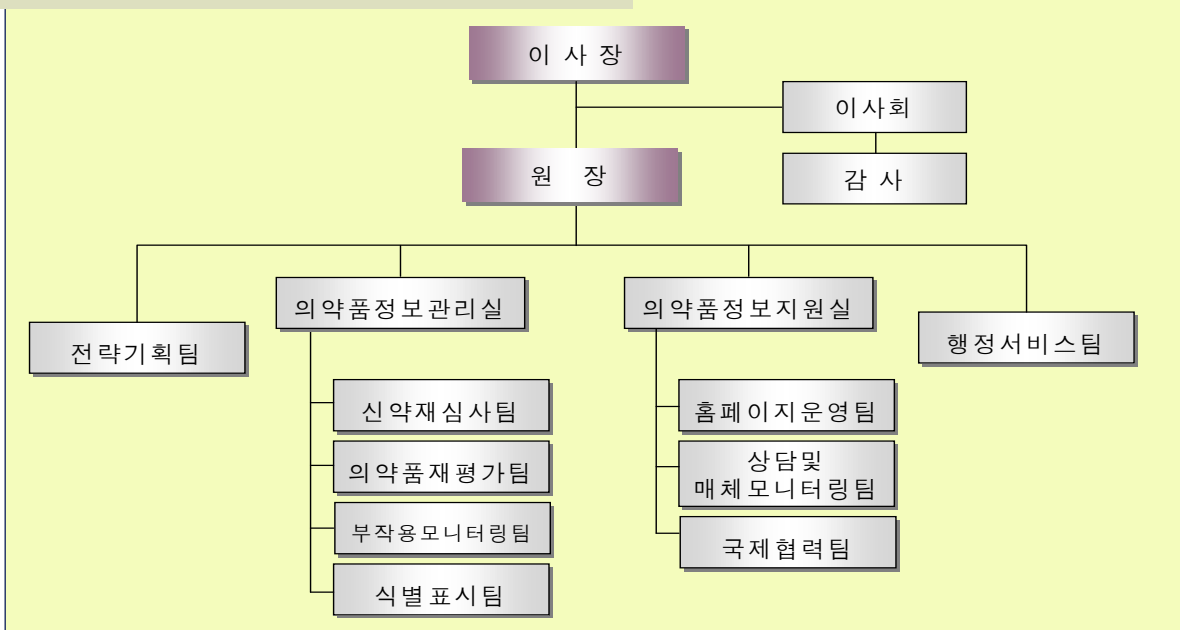 이 사 장
이사회
원 장
감 사
의약품정보관리실
의약품정보지원실
전략기획팀
행정서비스팀
신약재심사팀
의약품재평가팀
부작용모니터링팀
식별표시팀
홈페이지운영팀
상담및
매체모니터링팀
국제협력팀